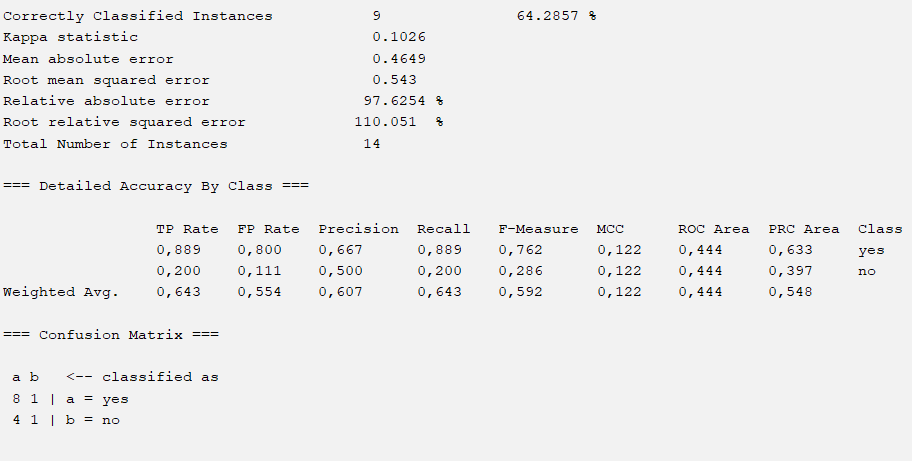 Correctly Classified Instances           9               64.2857 %
Kappa statistic                          0.1026
Mean absolute error                      0.4649
Root mean squared error                  0.543
Relative absolute error                 97.6254 %
Root relative squared error            110.051  %
Total Number of Instances               14
=== Detailed Accuracy By Class ===
                 TP Rate  FP Rate  Precision  Recall   F-Measure  MCC      ROC Area  PRC Area  Class
                 0,889    0,800    0,667      0,889    0,762      0,122    0,444     0,633     yes
                 0,200    0,111    0,500      0,200    0,286      0,122    0,444     0,397     no
Weighted Avg.    0,643    0,554    0,607      0,643    0,592      0,122    0,444     0,548
=== Confusion Matrix ===
 a b   <-- classified as
 8 1 | a = yes
 4 1 | b = no